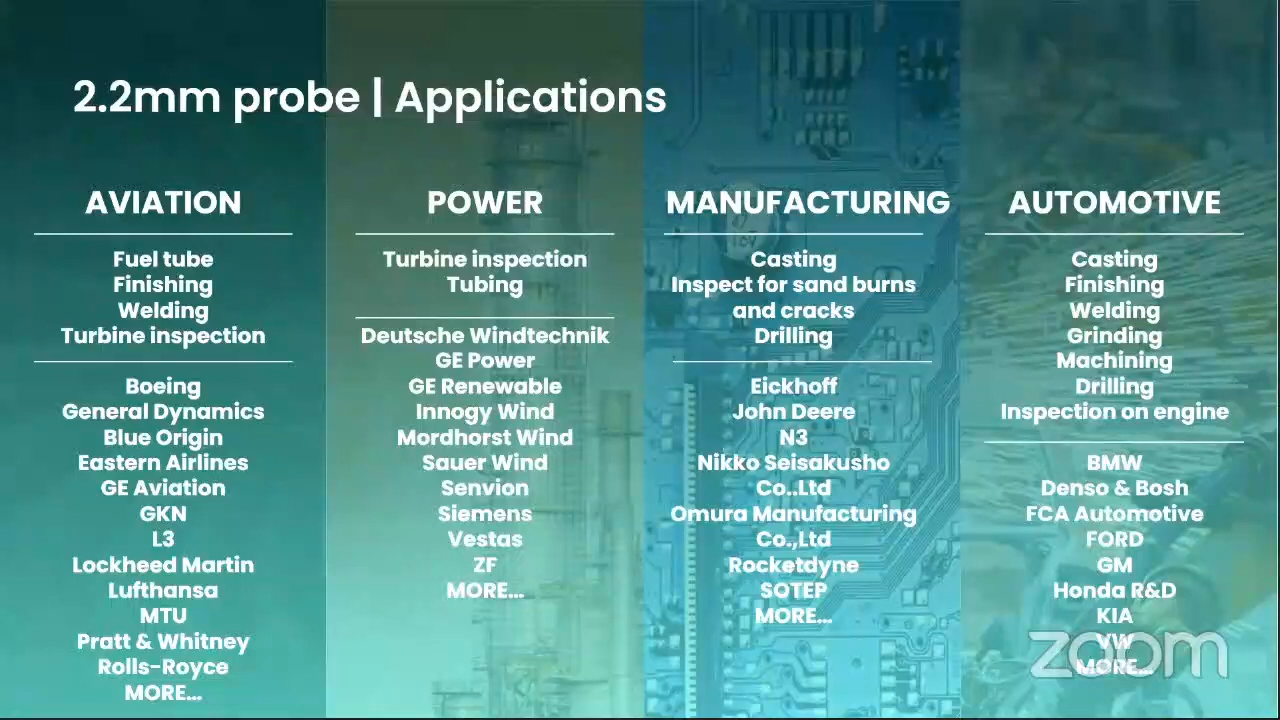 2.2mm probe | Applications
AVIATION
Fuel tube
Finishing
Welding
Turbine inspection
Boeing
General Dynamics
Blue Origin
Eastern Airlines
GE Aviation
GKN
L3
Lockheed Martin
Lufthansa
MTU
Pratt & Whitney
Rolls-Royce
MORE...
POWER
Turbine inspection
Tubing
Deutsche Windtechnik
GE Power
GE Renewable
Innogy Wind
Mordhorst Wind
Sauer Wind
Senvion
Siemens
Vestas
ZF
MORE...
MANUFACTURING
Casting
Inspect for sand burns
and cracks
Drilling
Eickhoff
John Deere
N3
Nikko Seisakusho
Co..Ltd
Omura Manufacturing
Co.,Ltd
Rocketdyne
SOTEP
MORE...
AUTOMOTIVE
Casting
Finishing
Welding
Grinding
Machining
Drilling
Inspection on engine
BMW
Denso & Bosh
FCA Automotive
FORD
GM
Honda R&D
KIA
VW
MORE...
zoom